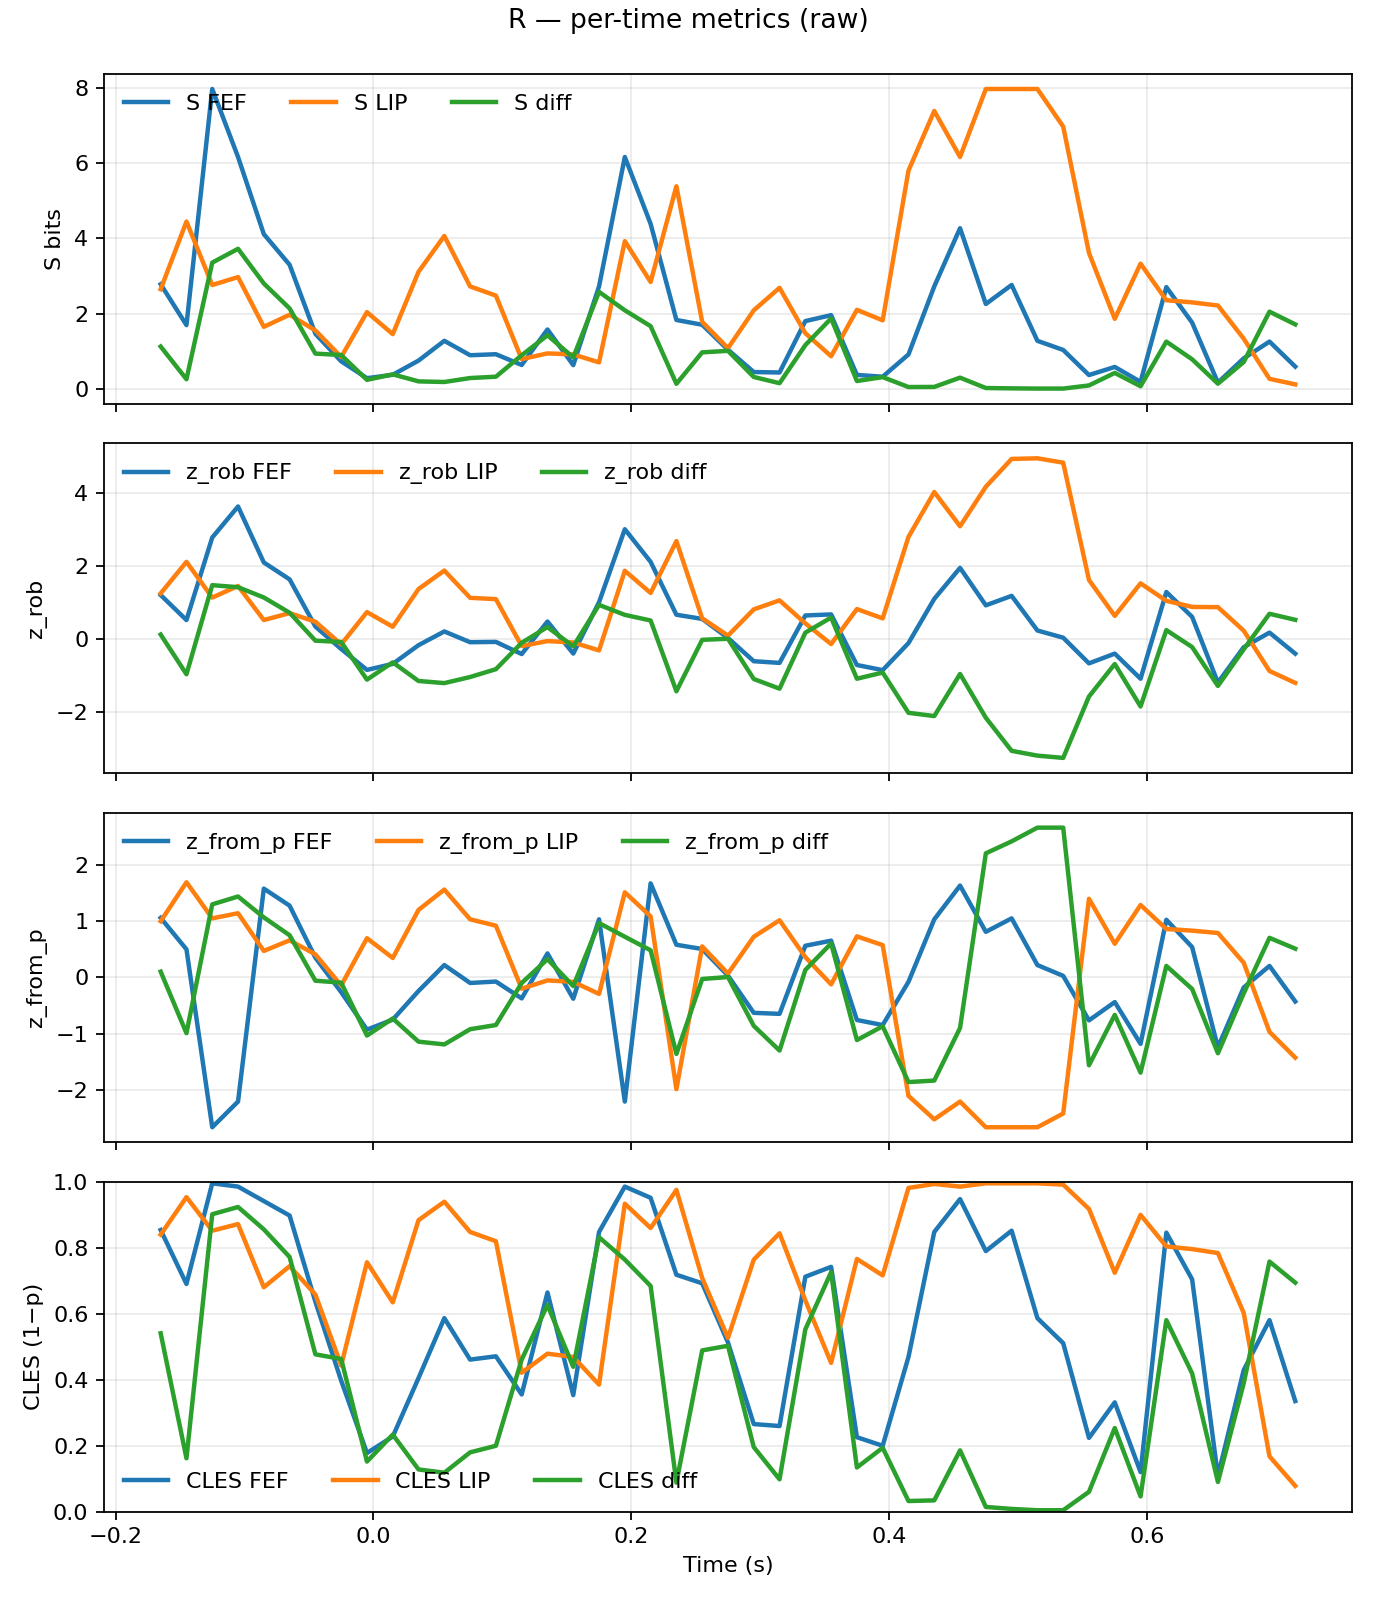 R — per-time metrics (raw)
S FEF S LIP S diff
8
6
4
2
0
S bits
z_rob FEF z_rob LIP z_rob diff
4
2
0
−2
z_rob
z_from_p FEF z_from_p LIP z_from_p diff
2
1
0
−1
−2
z_from_p
1.0
0.8
0.6
0.4
0.2
0.0
CLES (1−p)
CLES FEF CLES LIP CLES diff
−0.2 0.0 0.2 0.4 0.6
Time (s)